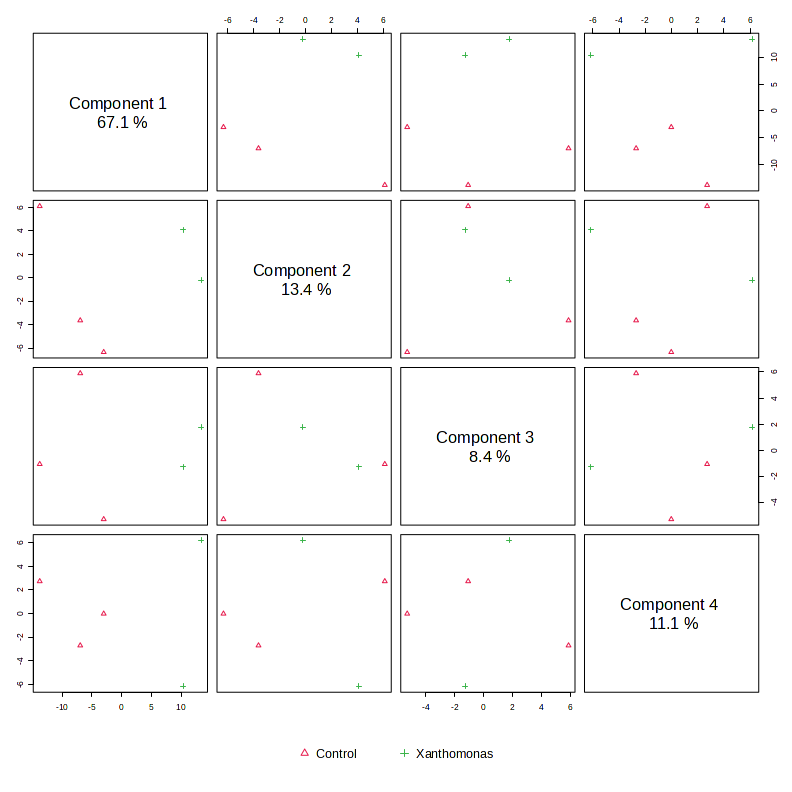 -6 -4 -2 0 2 4 6
-6 -4 -2 0 2 4 6
Component 1
67.1 %
10
5
0
-5
-10
6
4
2
0
-2
-4
-6
Component 2
13.4 %
Component 3
8.4 %
6
4
2
0
-2
-4
6
4
2
0
-2
-4
-6
Component 4
11.1 %
-10 -5 0 5 10
-4 -2 0 2 4 6
Control
Xanthomonas